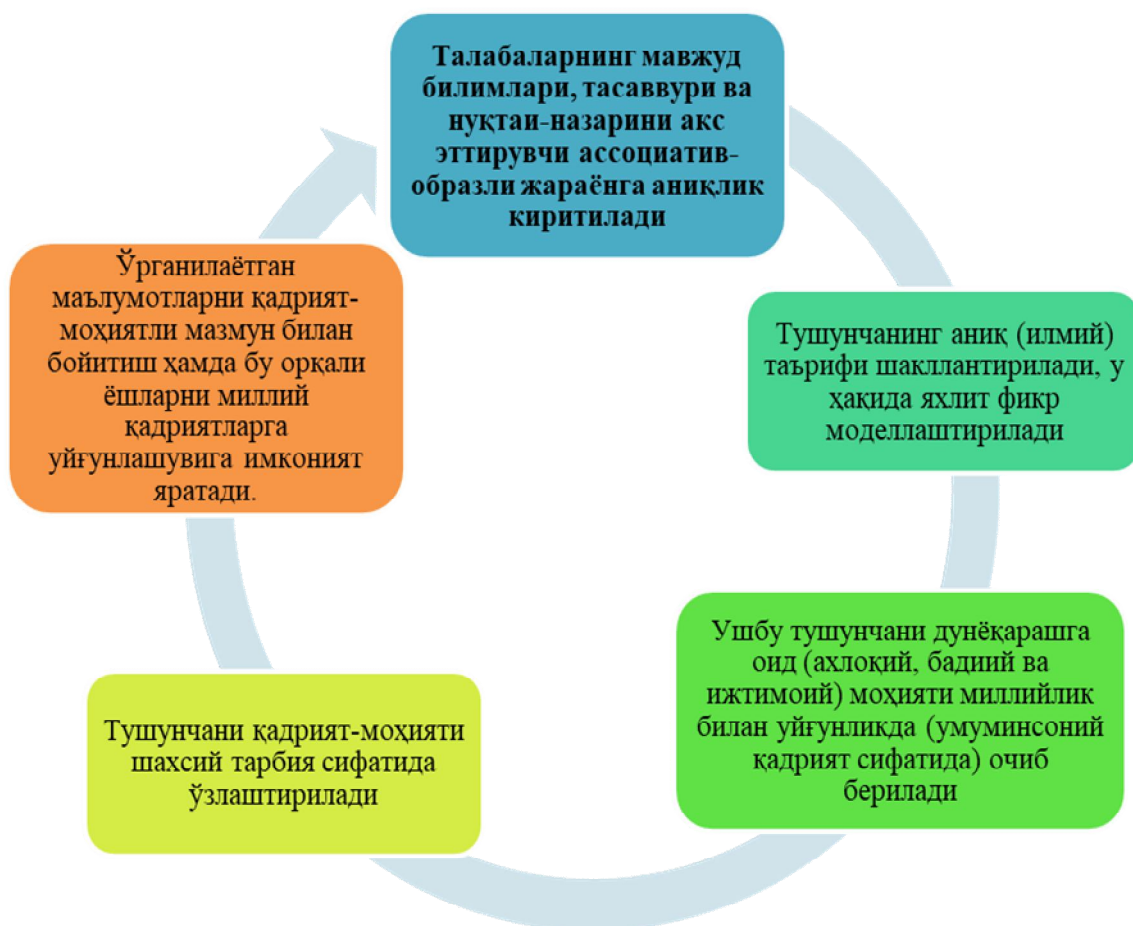 Талабаларнинг мавжуд
билимлари, тасаввури ва
нуқтаи-назарини акс
эттирувчи ассоциатив-
образли жараёнга аниқлик
киритилади
Тушунчанинг аниқ (илмий)
таърифи шакллантирилади, у
ҳақида яхлит фикр
моделлаштирилади
Ушбу тушунчани дунёқарашга
оид (ахлоқий, бадиий ва
ижтимоий) моҳияти миллийлик
билан уйғунликда (умуминсоний
қадрият сифатида) очиб
берилади
Тушунчани қадрият-моҳияти
шахсий тарбия сифатида
ўзлаштирилади
Ўрганилаётган
маълумотларни қадрият-
моҳиятли мазмун билан
бойитиш ҳамда бу орқали
ёшларни миллий
қадриятларга
уйғунлашувига имконият
яратади.